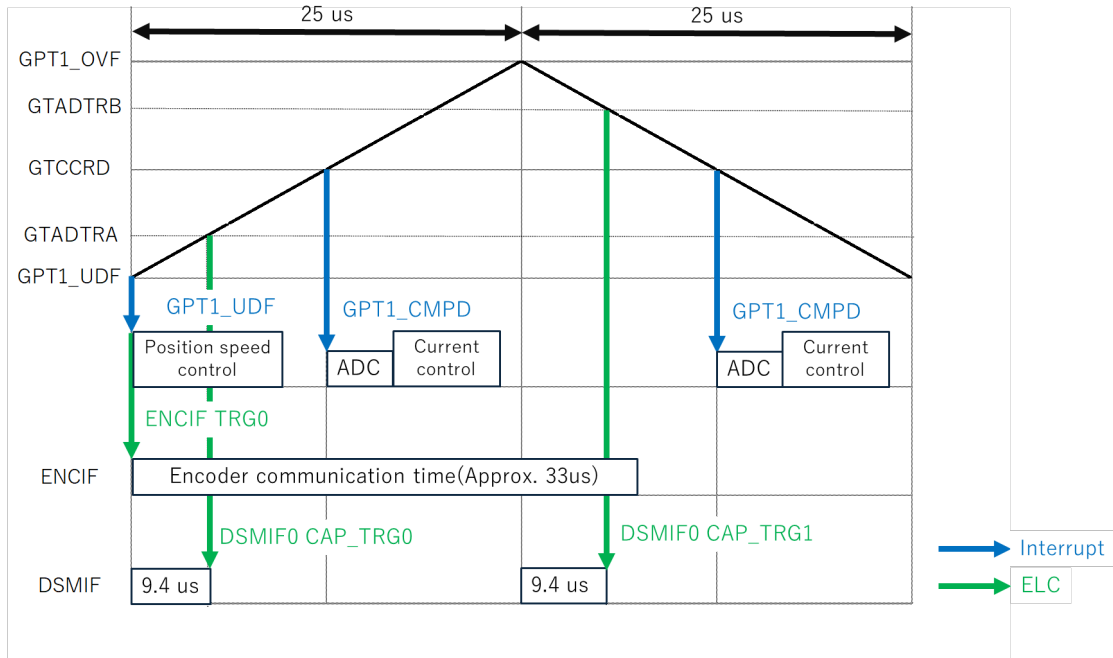 25 us
25 us
GPT1_OVF
GTADTRB
GTCCRD
GTADTRA
GPT1_UDF
GPT1_UDF
GPT1_CMPD
GPT1_CMPD
Position speed
control
ADC
Current
control
ADC
Current
control
ENCIF TRG0
ENCIF
Encoder communication time(Approx. 33us)
DSMIF0 CAP_TRG0
DSMIF0 CAP_TRG1
Interrupt
DSMIF
9.4 us
9.4 us
ELC